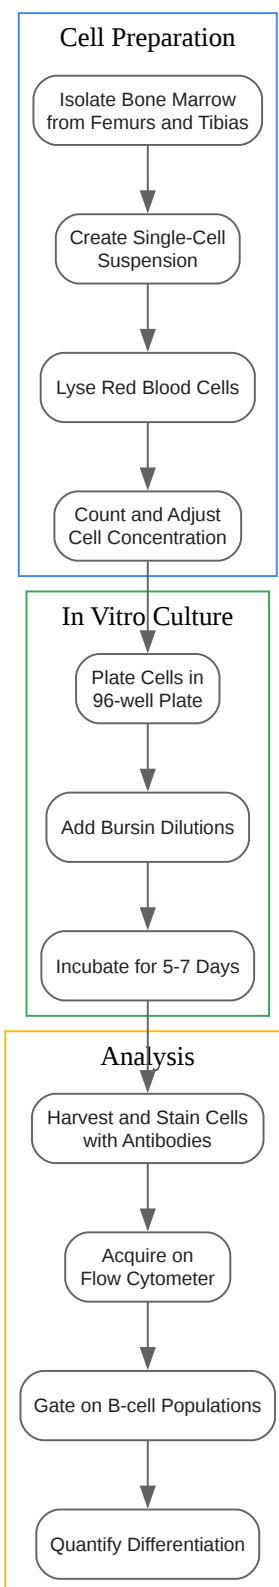 Cell Preparation
Isolate Bone Marrow
from Femurs and Tibias
Create Single-Cell
Suspension
Lyse Red Blood Cells
Count and Adjust
Cell Concentration
In Vitro Culture
Plate Cells in
96-well Plate
Add Bursin Dilutions
Incubate for 5-7 Days
Analysis
Harvest and Stain Cells
with Antibodies
Acquire on
Flow Cytometer
Gate on B-cell Populations
Quantify Differentiation